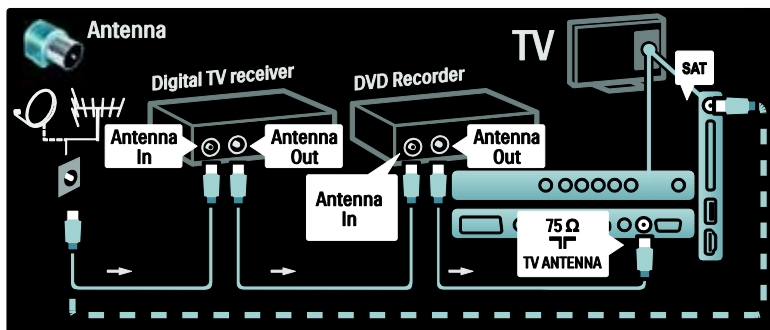 Antenna
TV
Digital TV receiver
DVD Recorder
SAT
Antenna
In
Antenna
Out
Antenna
In
Antenna
Out
75 Ω
TV ANTENNA